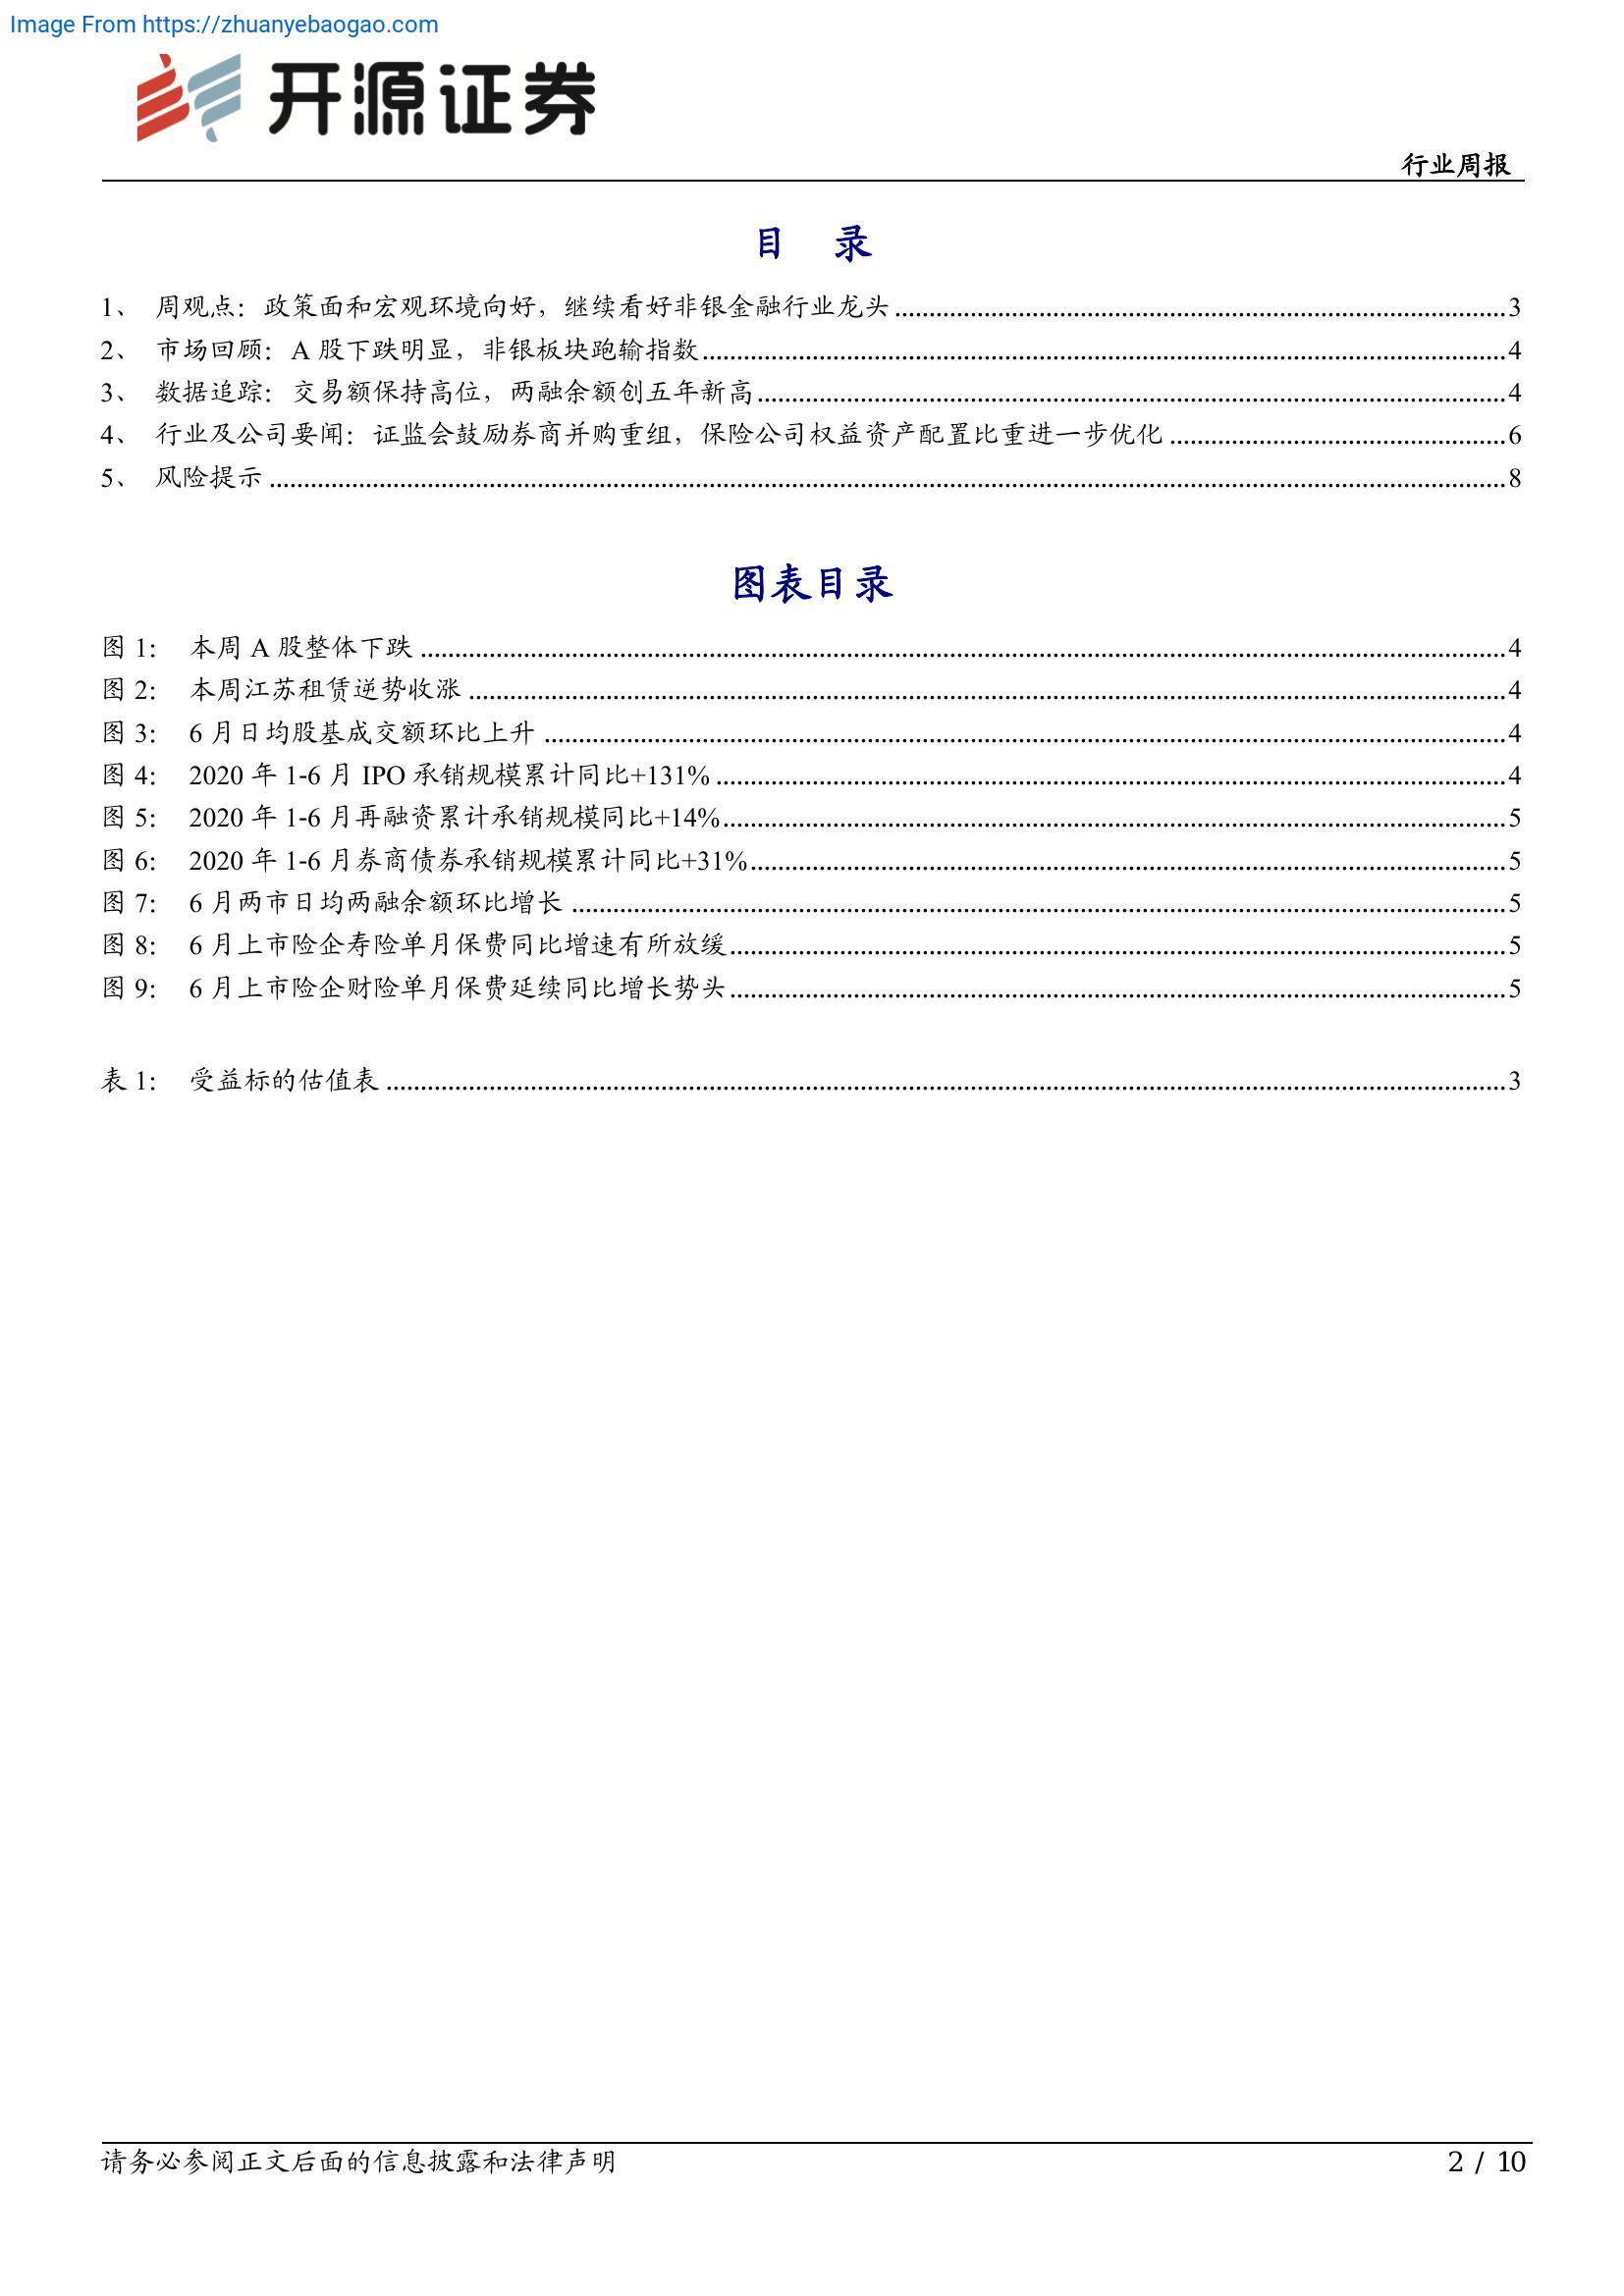 Image From https://zhuanyebaogao.com
开源证券
行业周报
目 录
1、 周观点：政策面和宏观环境向好，继续看好非银金融行业龙头 ........ 3
2、 市场回顾：A 股下跌明显，非银板块跑输指数 ........ 4
3、 数据追踪：交易额保持高位，两融余额创五年新高 ........ 4
4、 行业及公司要闻：证监会鼓励券商并购重组，保险公司权益资产配置比重进一步优化 ........ 6
5、 风险提示 ........ 8
图表目录
图 1： 本周 A 股整体下跌 ........ 4
图 2： 本周江苏租赁逆势收涨 ........ 4
图 3： 6 月日均股基成交额环比上升 ........ 4
图 4： 2020 年 1-6 月 IPO 承销规模累计同比+131% ........ 4
图 5： 2020 年 1-6 月再融资累计承销规模同比+14% ........ 5
图 6： 2020 年 1-6 月券商债券承销规模累计同比+31% ........ 5
图 7： 6 月两市日均两融余额环比增长 ........ 5
图 8： 6 月上市险企寿险单月保费同比增速有所放缓 ........ 5
图 9： 6 月上市险企财险单月保费延续同比增长势头 ........ 5
表 1： 受益标的估值表 ........ 3
请务必参阅正文后面的信息披露和法律声明
2 / 10